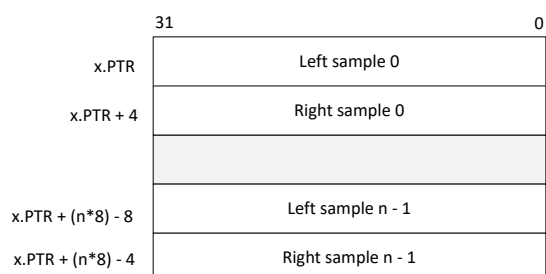 31 0
x.PTR Left sample 0
x.PTR + 4 Right sample 0
x.PTR + (n*8) - 8 Left sample n - 1
x.PTR + (n*8) - 4 Right sample n - 1